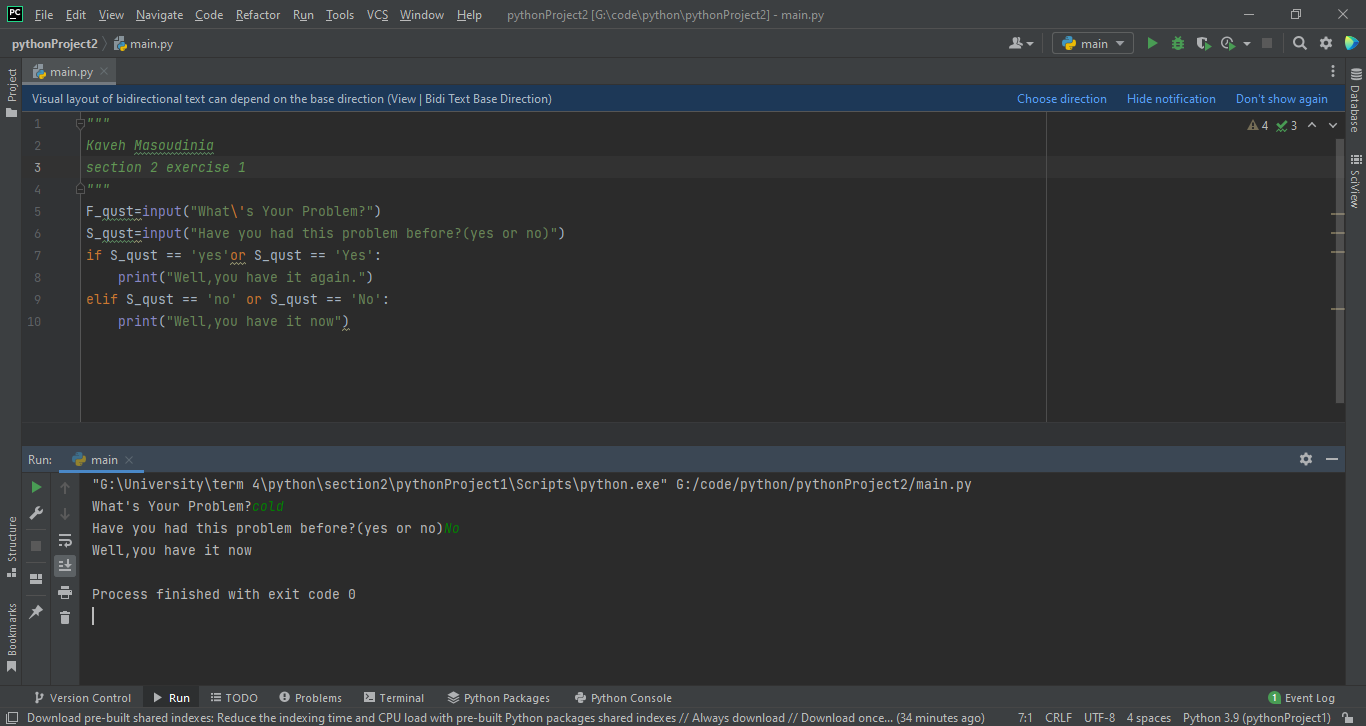 PC File Edit View Navigate Code Refactor Run Tools VCS Window Help pythonProject2 [G:\code\python\pythonProject2] - main.py
pythonProject2 main.py main
main.py
Visual layout of bidirectional text can depend on the base direction (View | Bidi Text Base Direction) Choose direction Hide notification Don't show again
1 """ 4 3
2 Kaveh Masoudinia
3 section 2 exercise 1
4 """
5 F_qust=input("What\'s Your Problem?")
6 S_qust=input("Have you had this problem before?(yes or no)")
7 if S_qust == 'yes'or S_qust == 'Yes':
8 print("Well,you have it again.")
9 elif S_qust == 'no' or S_qust == 'No':
10 print("Well,you have it now")
Project
Structure
Bookmarks
Database
SciView
Run: main
"G:\University\term 4\python\section2\pythonProject1\Scripts\python.exe" G:/code/python/pythonProject2/main.py
What's Your Problem?cold
Have you had this problem before?(yes or no)No
Well,you have it now
Process finished with exit code 0
Version Control Run TODO Problems Terminal Python Packages Python Console 1 Event Log
Download pre-built shared indexes: Reduce the indexing time and CPU load with pre-built Python packages shared indexes // Always download // Download once... (34 minutes ago) 7:1 CRLF UTF-8 4 spaces Python 3.9 (pythonProject1)